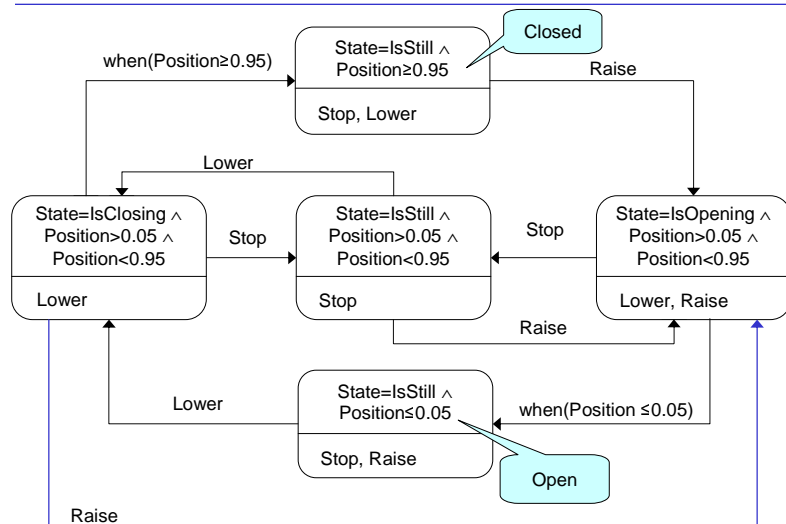 Closed
State=IsStill ∧
Position≥0.95
when(Position≥0.95)
Raise
Stop, Lower
Lower
State=IsClosing ∧
Position>0.05 ∧
Position<0.95
Lower
Stop
State=IsStill ∧
Position>0.05 ∧
Position<0.95
Stop
Stop
State=IsOpening ∧
Position>0.05 ∧
Position<0.95
Lower, Raise
Raise
Lower
State=IsStill ∧
Position≤0.05
when(Position ≤0.05)
Stop, Raise
Open
Raise